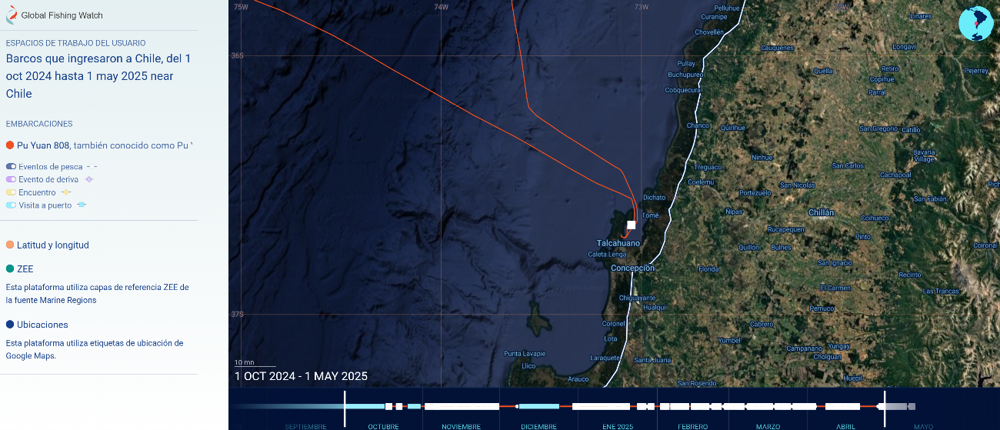 Global Fishing Watch
ESPACIOS DE TRABAJO DEL USUARIO
Barcos que ingresaron a Chile, del 1
oct 2024 hasta 1 may 2025 near
Chile
EMBARCACIONES
Pu Yuan 808, también conocido como Pu
Eventos de pesca
Evento de deriva
Encuentro
Visita a puerto
Latitud y longitud
ZEE
Esta plataforma utiliza capas de referencia ZEE de
la fuente Marine Regions
Ubicaciones
Esta plataforma utiliza etiquetas de ubicación de
Google Maps.
75W
74W
73W
72W
36S
37S
Pelluhue
Curanipe
Chovellén
Linares
Cauquenes
Longaví
Pullay
Buchupureo
Cobquecura
Quella
Retiro
Copihue
Parral
Pejerrey
Chanco
Quirihue
San Gregorio
Catillo
Bavaria
Village
Ninhue
San Carlos
Treguaco
Coelemu
Cachapoal
San Nicolás
Portezuelo
San Fabián
Dichato
Tomé
Ñipas
Chillán
Coihueco
Rucapequen
Pinto
Talcahuano
Caleta Lenga
Quillón
Bulnes
Coironal
Concepción
Florida
San Ignacio
Recinto
El Carmen
Las Trancas
Chiguayante
Hualqui
Pemuco
Coronel
Cabrero
Lota
Yumbel
Campanario
Yungay
Cholguan
Punta Lavapie
Llico
Laraquete
Santa Juana
Arauco
San Rosendo
Huépil
10 mn
1 OCT 2024 - 1 MAY 2025
SEPTIEMBRE
OCTUBRE
NOVIEMBRE
DICIEMBRE
ENE 2025
FEBRERO
MARZO
ABRIL
MAYO